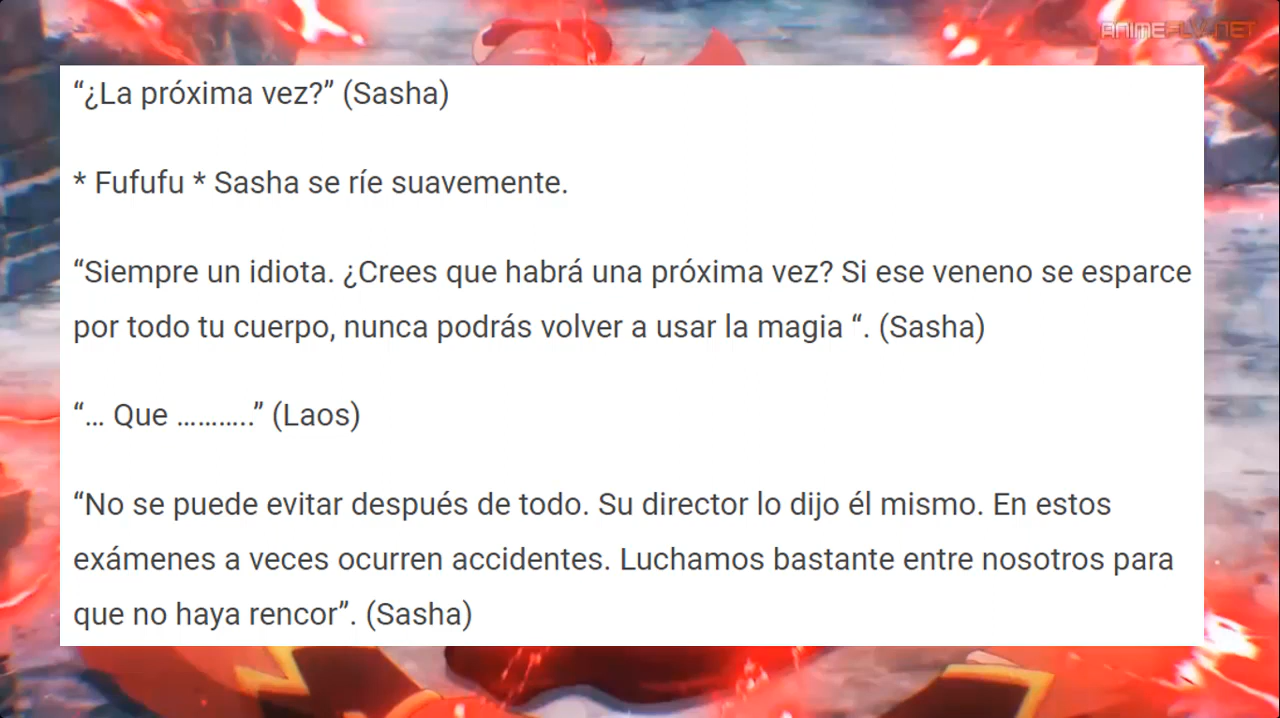 ANIMEFLV.NET
“¿La próxima vez?” (Sasha)
* Fufufu * Sasha se ríe suavemente.
“Siempre un idiota. ¿Crees que habrá una próxima vez? Si ese veneno se esparce
por todo tu cuerpo, nunca podrás volver a usar la magia “. (Sasha)
“… Que ………..” (Laos)
“No se puede evitar después de todo. Su director lo dijo él mismo. En estos
exámenes a veces ocurren accidentes. Luchamos bastante entre nosotros para
que no haya rencor”. (Sasha)